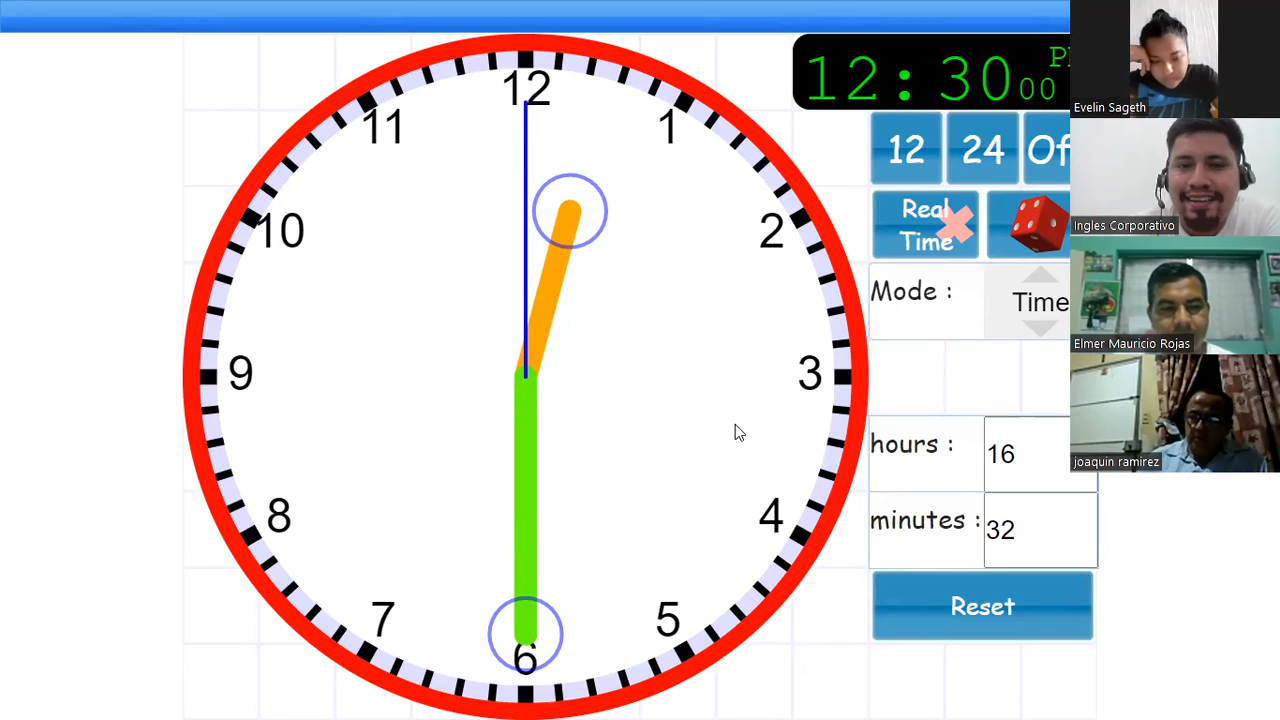 12
11
1
10
2
9
3
8
4
7
5
6
12:30 00
12
24
Real
Time
Mode :
Time
hours :
16
minutes :
32
Reset
Evelin Sageth
Ingles Corporativo
Elmer Mauricio Rojas
joaquin ramirez